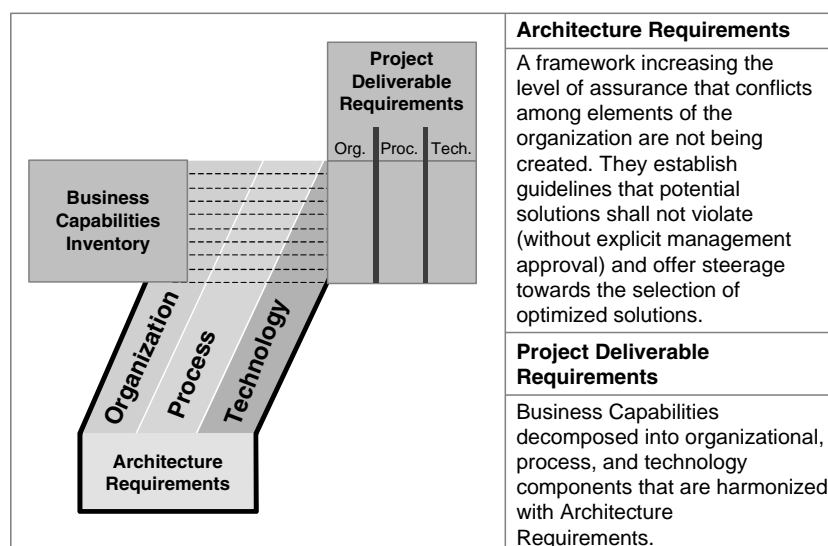 Project
Deliverable
Requirements
Org. Proc. Tech.
Business
Capabilities
Inventory
Organization
Process
Technology
Architecture
Requirements
Architecture Requirements
A framework increasing the
level of assurance that conflicts
among elements of the
organization are not being
created. They establish
guidelines that potential
solutions shall not violate
(without explicit management
approval) and offer steerage
towards the selection of
optimized solutions.
Project Deliverable
Requirements
Business Capabilities
decomposed into organizational,
process, and technology
components that are harmonized
with Architecture
Requirements.